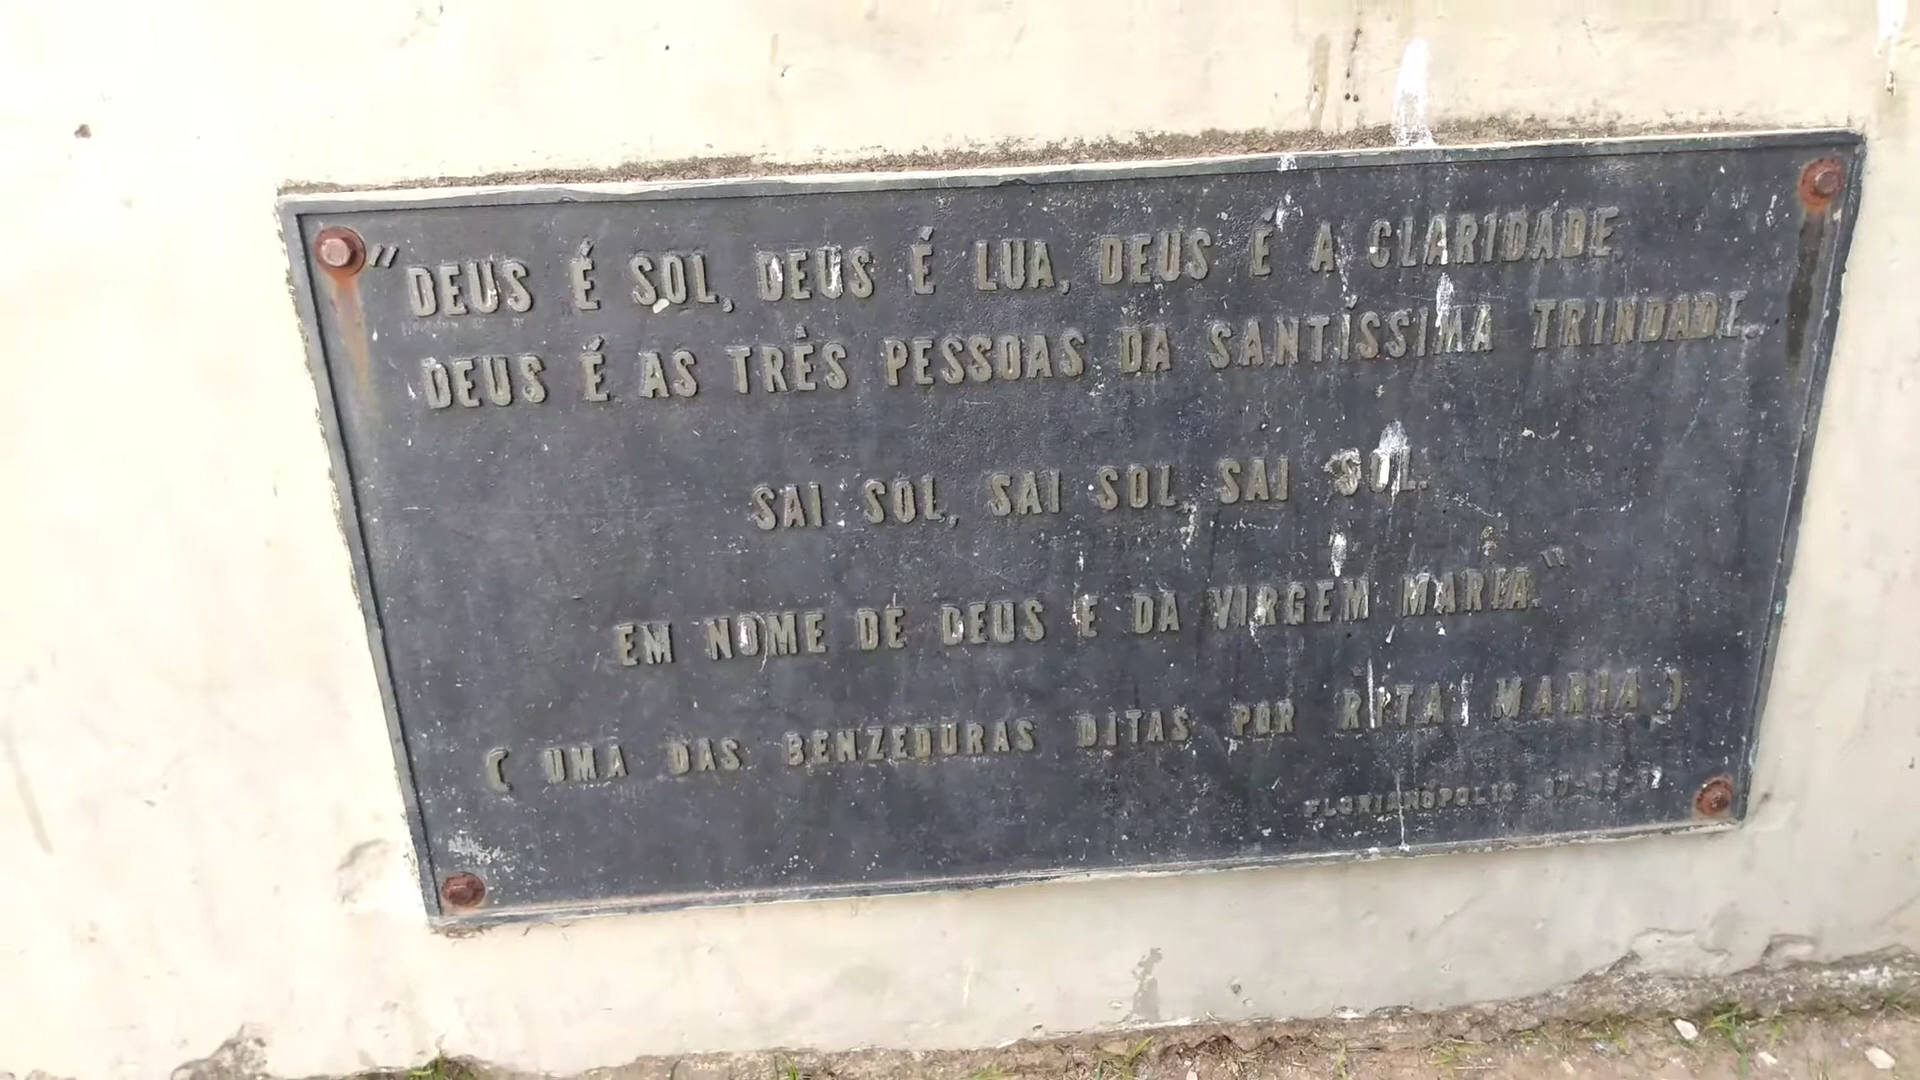 "DEUS É SOL, DEUS É LUA, DEUS É A CLARIDADE.
DEUS É AS TRÊS PESSOAS DA SANTÍSSIMA TRINDADE.
SAI SOL, SAI SOL, SAI SOL.
EM NOME DE DEUS E DA VIRGEM MARIA."
( UMA DAS BENZEDURAS DITAS POR RITA MARIA )
FLORIANÓPOLIS